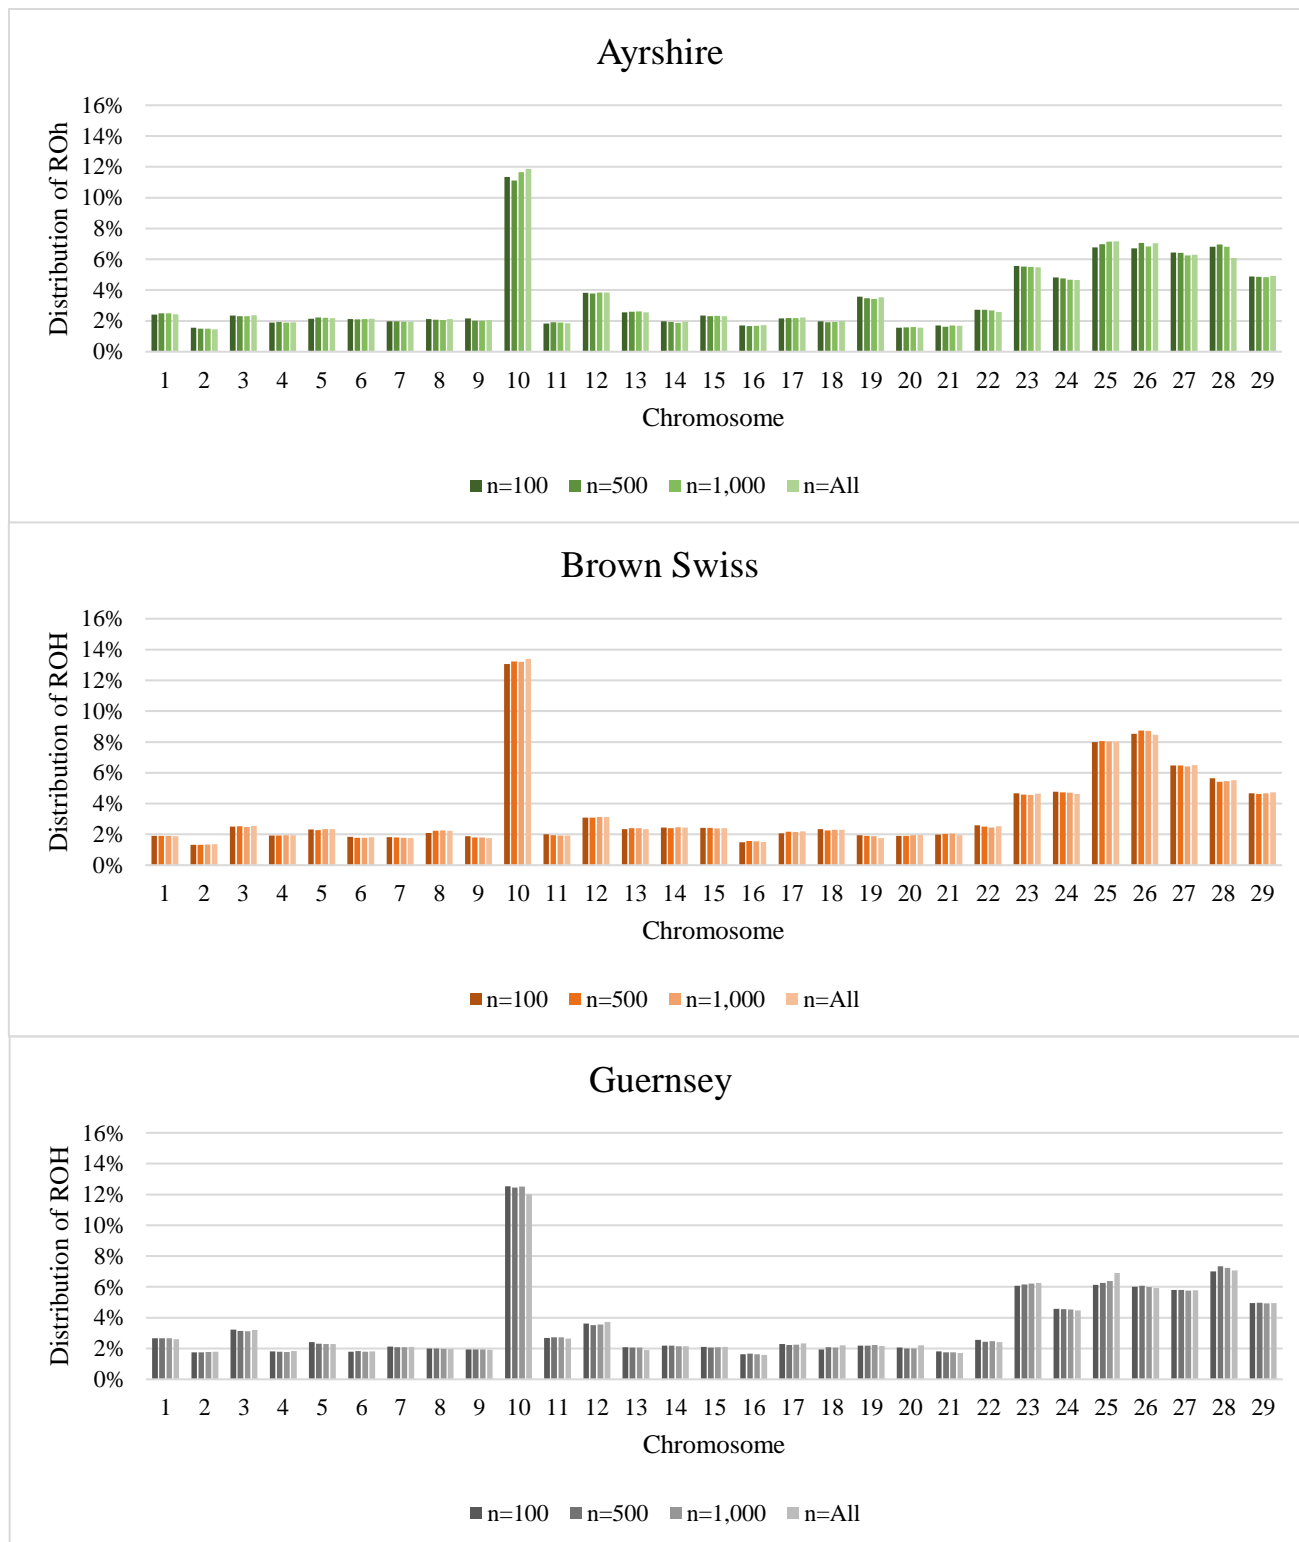 Ayrshire
Distribution of ROh
16%
14%
12%
10%
8%
6%
4%
2%
0%
1 2 3 4 5 6 7 8 9 10 11 12 13 14 15 16 17 18 19 20 21 22 23 24 25 26 27 28 29
Chromosome
n=100 n=500 n=1,000 n=All
Brown Swiss
Distribution of ROH
16%
14%
12%
10%
8%
6%
4%
2%
0%
1 2 3 4 5 6 7 8 9 10 11 12 13 14 15 16 17 18 19 20 21 22 23 24 25 26 27 28 29
Chromosome
n=100 n=500 n=1,000 n=All
Guernsey
Distribution of ROH
16%
14%
12%
10%
8%
6%
4%
2%
0%
1 2 3 4 5 6 7 8 9 10 11 12 13 14 15 16 17 18 19 20 21 22 23 24 25 26 27 28 29
Chromosome
n=100 n=500 n=1,000 n=All